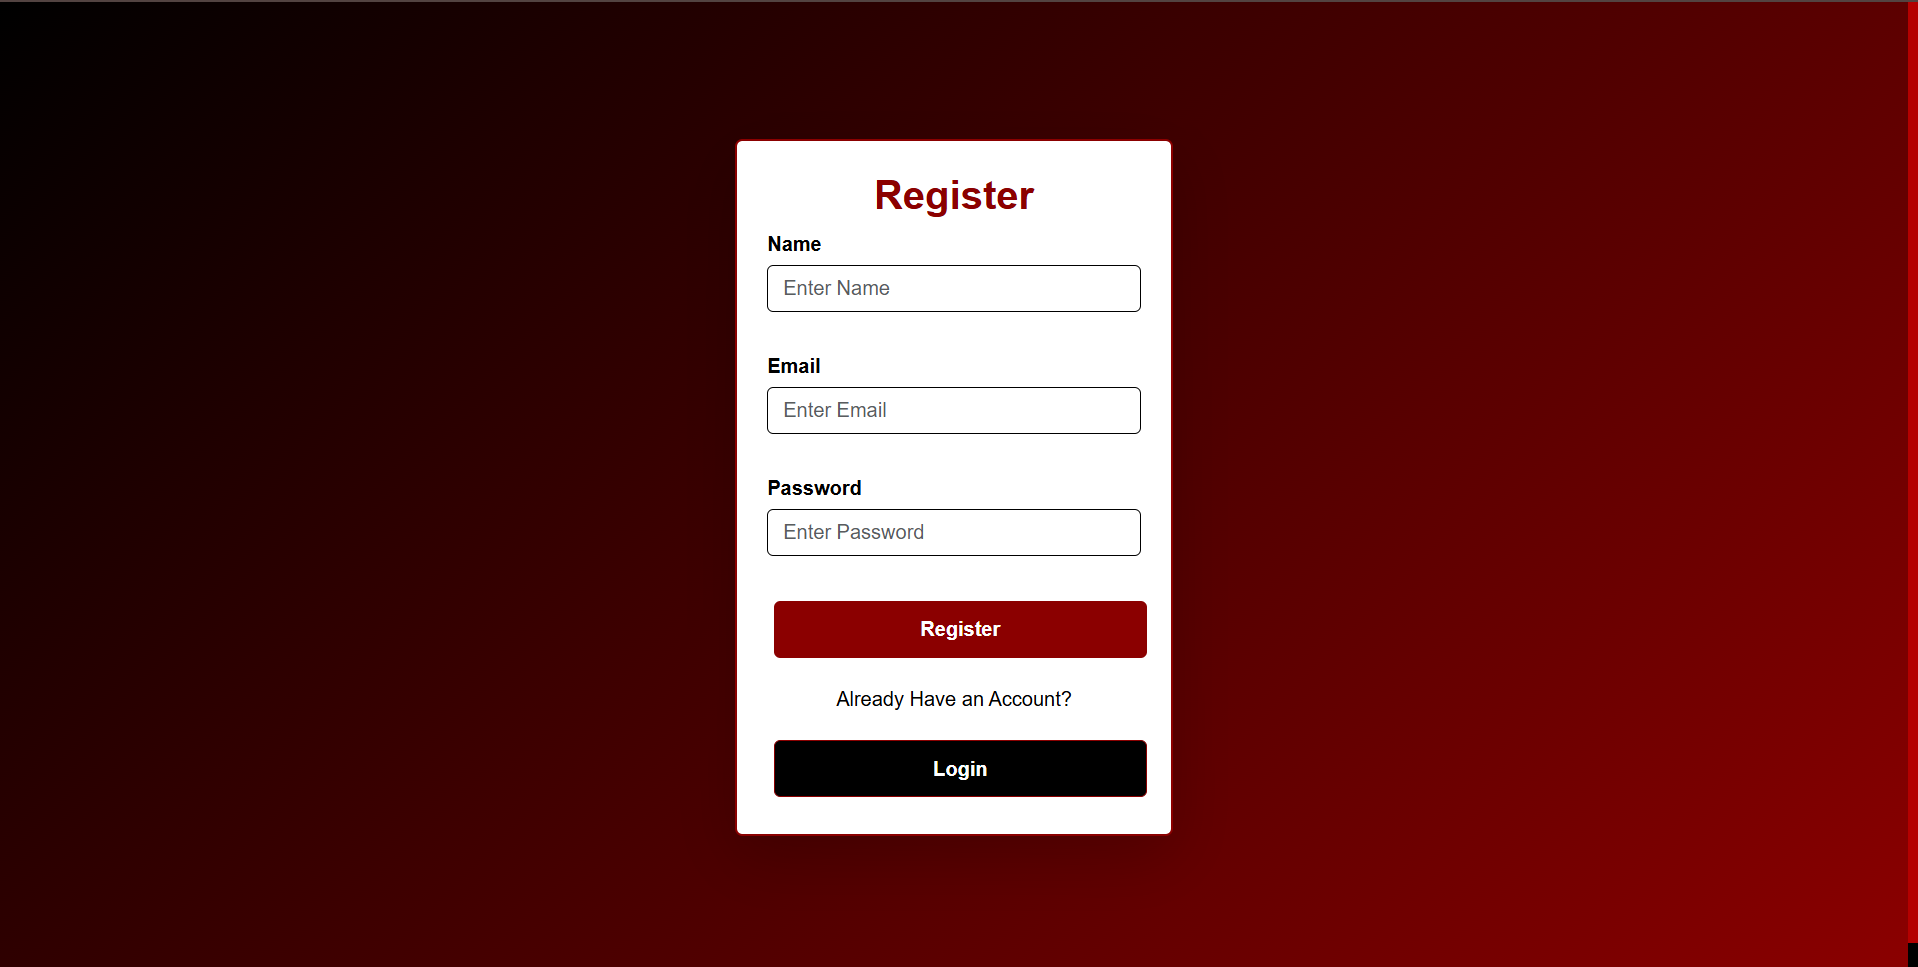 Register
Name
Enter Name
Email
Enter Email
Password
Enter Password
Register
Already Have an Account?
Login